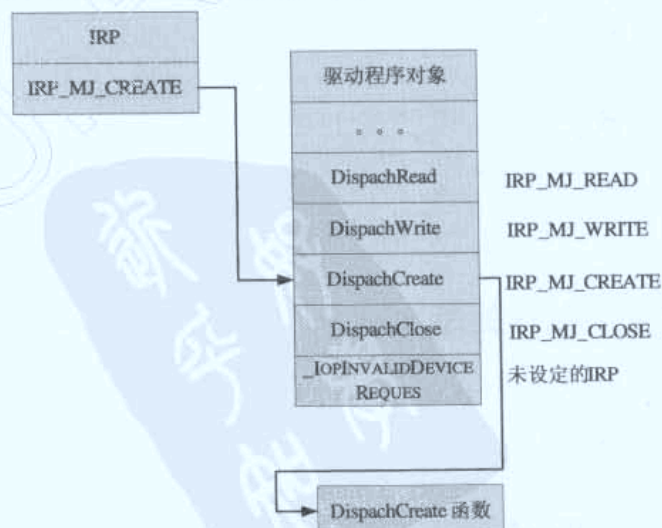 IRP
IRP_MJ_CREATE
驱动程序对象
。。。
DispachRead
IRP_MJ_READ
DispachWrite
IRP_MJ_WRITE
DispachCreate
IRP_MJ_CREATE
DispachClose
IRP_MJ_CLOSE
_IOPINVALIDDEVICE
REQUES
未设定的IRP
DispachCreate 函数